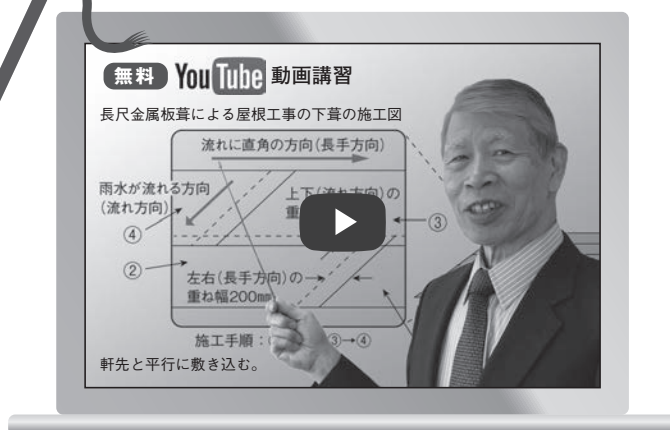 無料 YouTube 動画講習
長尺金属板葺による屋根工事の下葺の施工図
流れに直角の方向(長手方向)
雨水が流れる方向
(流れ方向)
上下(流れ方向)の
重
④
③
②
左右(長手方向)の
重ね幅200mm
施工手順：
③→④
軒先と平行に敷き込む。